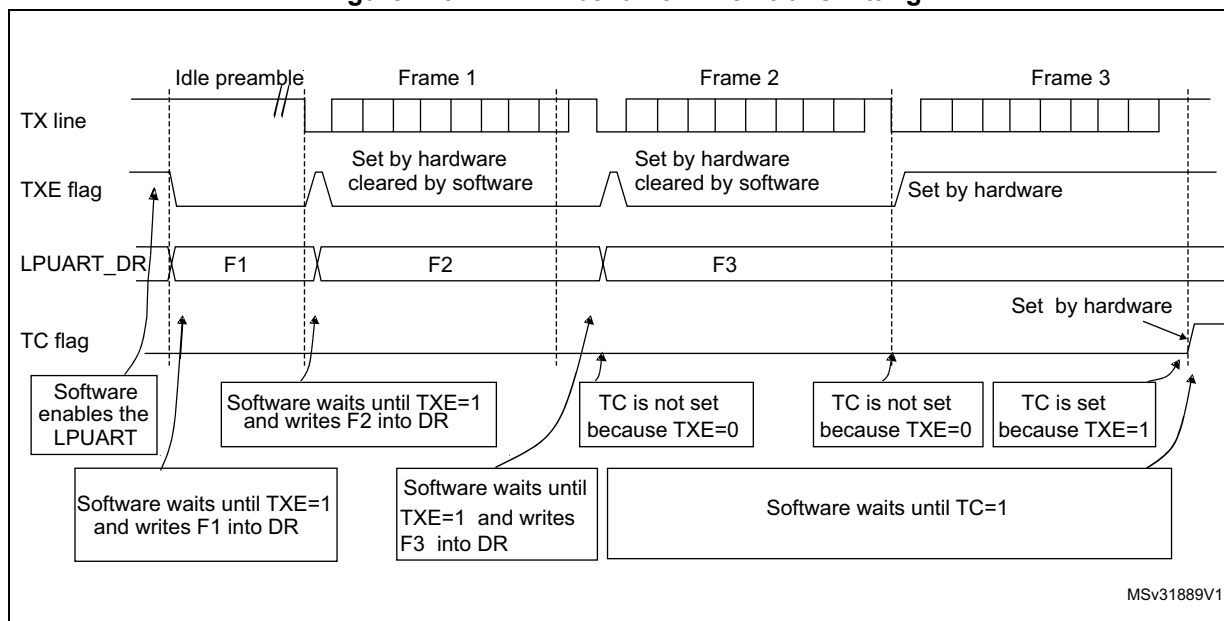 Idle preamble
Frame 1
Frame 2
Frame 3
TX line
TXE flag
Set by hardware
cleared by software
Set by hardware
cleared by software
Set by hardware
LPUART_DR
F1
F2
F3
TC flag
Set by hardware
Software
enables the
LPUART
Software waits until TXE=1
and writes F2 into DR
TC is not set
because TXE=0
TC is not set
because TXE=0
TC is set
because TXE=1
Software waits until TXE=1
and writes F1 into DR
Software waits until
TXE=1 and writes
F3 into DR
Software waits until TC=1
MSv31889V1